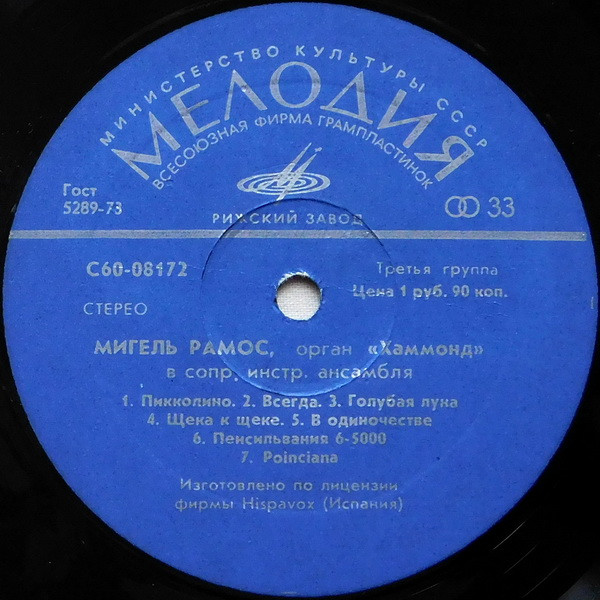 МИНИСТЕРСТВО КУЛЬТУРЫ СССР
МЕЛОДИЯ
ВСЕСОЮЗНАЯ ФИРМА ГРАМПЛАСТИНОК
Гост
5289-73
33
РИЖСКИЙ ЗАВОД
С60-08172
Третья группа
Цена 1 руб. 90 коп.
СТЕРЕО
МИГЕЛЬ РАМОС, орган «Хаммонд»
в сопр. инстр. ансамбля
1. Пикколино. 2. Всегда. 3. Голубая луна
4. Щека к щеке. 5. В одиночестве
6. Пенсильвания 6-5000
7. Poinciana
Изготовлено по лицензии
фирмы Hispavox (Испания)